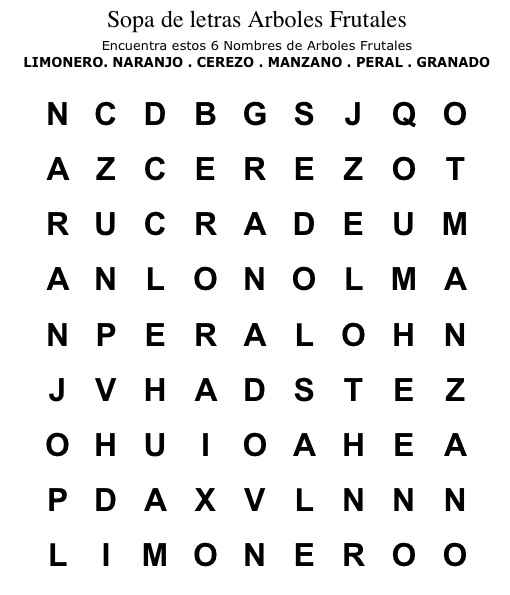 Sopa de letras Arboles Frutales
Encuentra estos 6 Nombres de Arboles Frutales
LIMONERO. NARANJO . CEREZO . MANZANO . PERAL . GRANADO
N C D B G S J Q O
A Z C E R E Z O T
R U C R A D E U M
A N L O N O L M A
N P E R A L O H N
J V H A D S T E Z
O H U I O A H E A
P D A X V L N N N
L I M O N E R O O